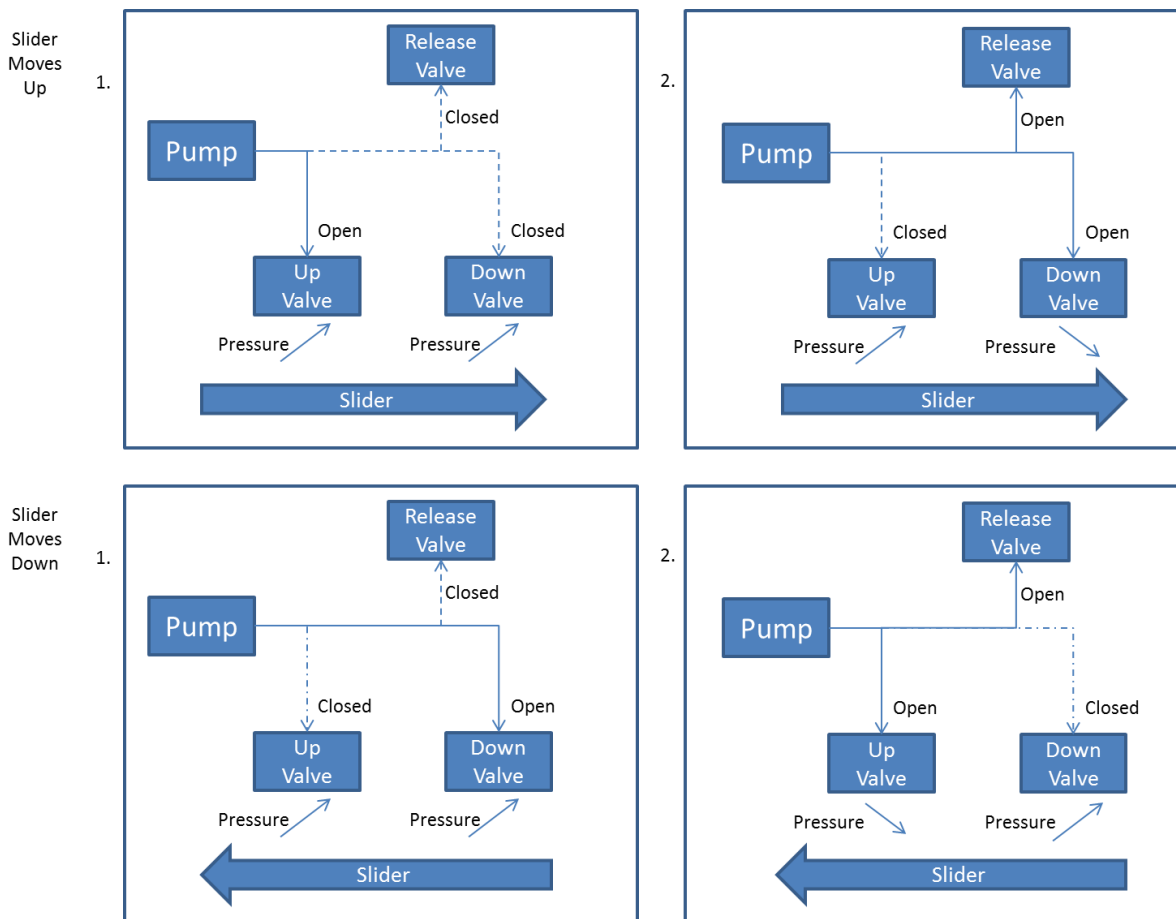 Slider
Moves
Up
1.
Release
Valve
Closed
Pump
Open
Closed
Up
Valve
Down
Valve
Pressure
Pressure
Slider
2.
Release
Valve
Open
Pump
Closed
Open
Up
Valve
Down
Valve
Pressure
Pressure
Slider
Slider
Moves
Down
1.
Release
Valve
Closed
Pump
Closed
Open
Up
Valve
Down
Valve
Pressure
Pressure
Slider
2.
Release
Valve
Open
Pump
Open
Closed
Up
Valve
Down
Valve
Pressure
Pressure
Slider